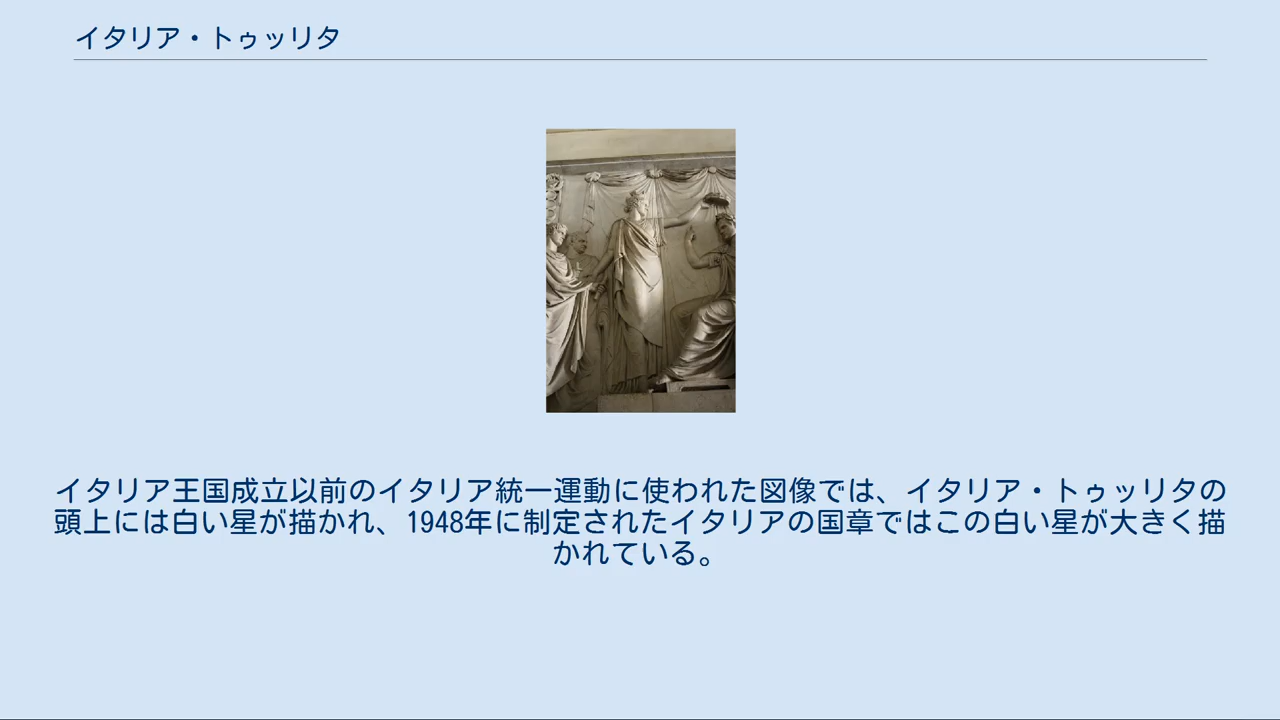 イタリア・トゥッリタ
イタリア王国成立以前のイタリア統一運動に使われた図像では、イタリア・トゥッリタの
頭上には白い星が描かれ、1948年に制定されたイタリアの国章ではこの白い星が大きく描
かれている。